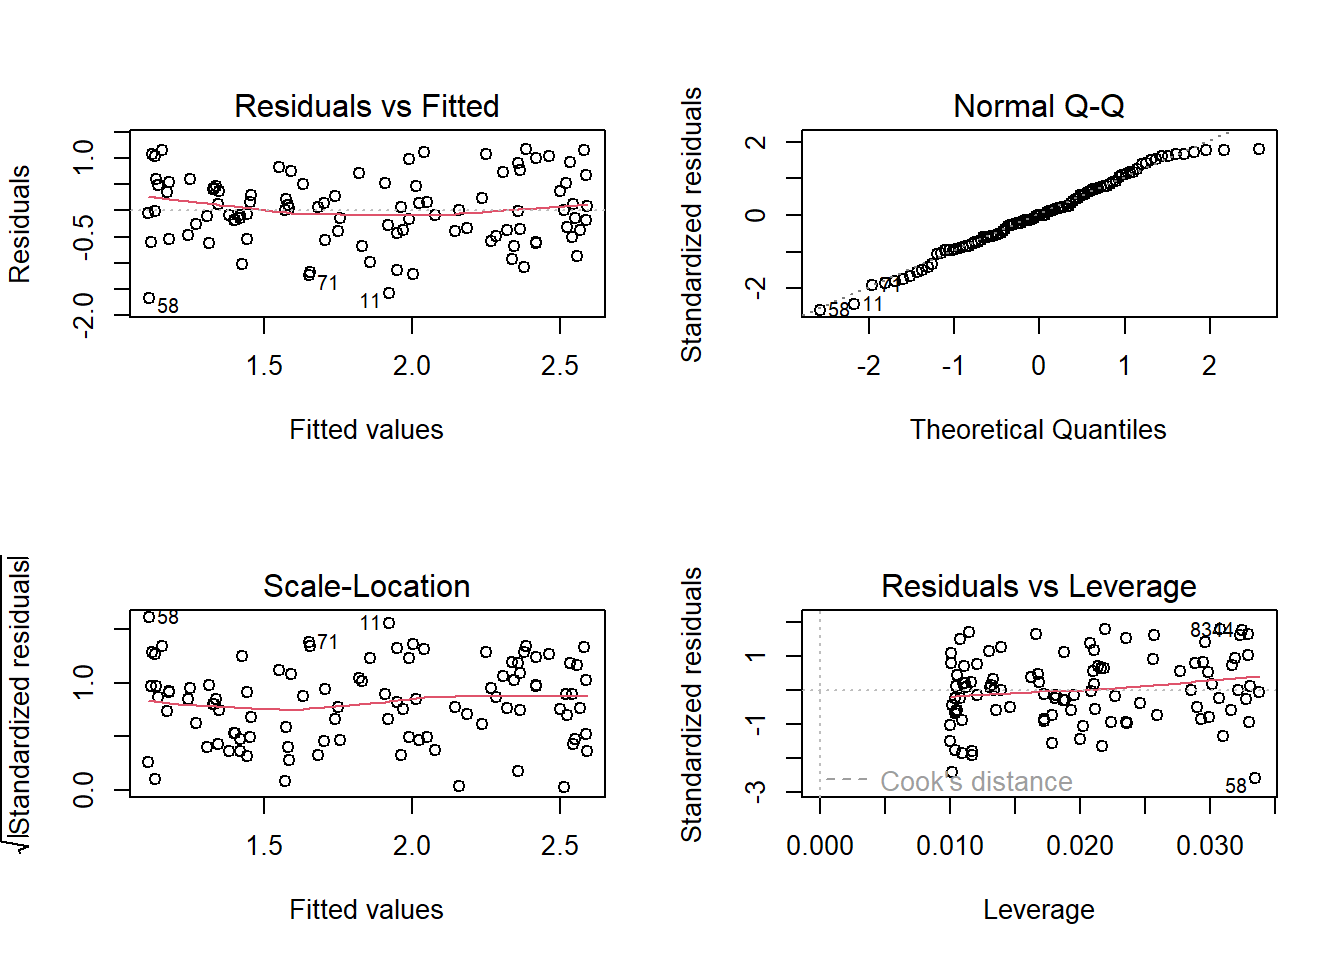 Residuals vs Fitted
Residuals
1.0
-0.5
-2.0
58
71
11
1.5
2.0
2.5
Fitted values
Normal Q-Q
Standardized residuals
2
0
-2
58
11
71
-2
-1
0
1
2
Theoretical Quantiles
Scale-Location
√|Standardized residuals|
1.0
0.0
58
71
11
1.5
2.0
2.5
Fitted values
Residuals vs Leverage
Standardized residuals
1
-1
-3
Cook's distance
83
44
58
0.000
0.010
0.020
0.030
Leverage